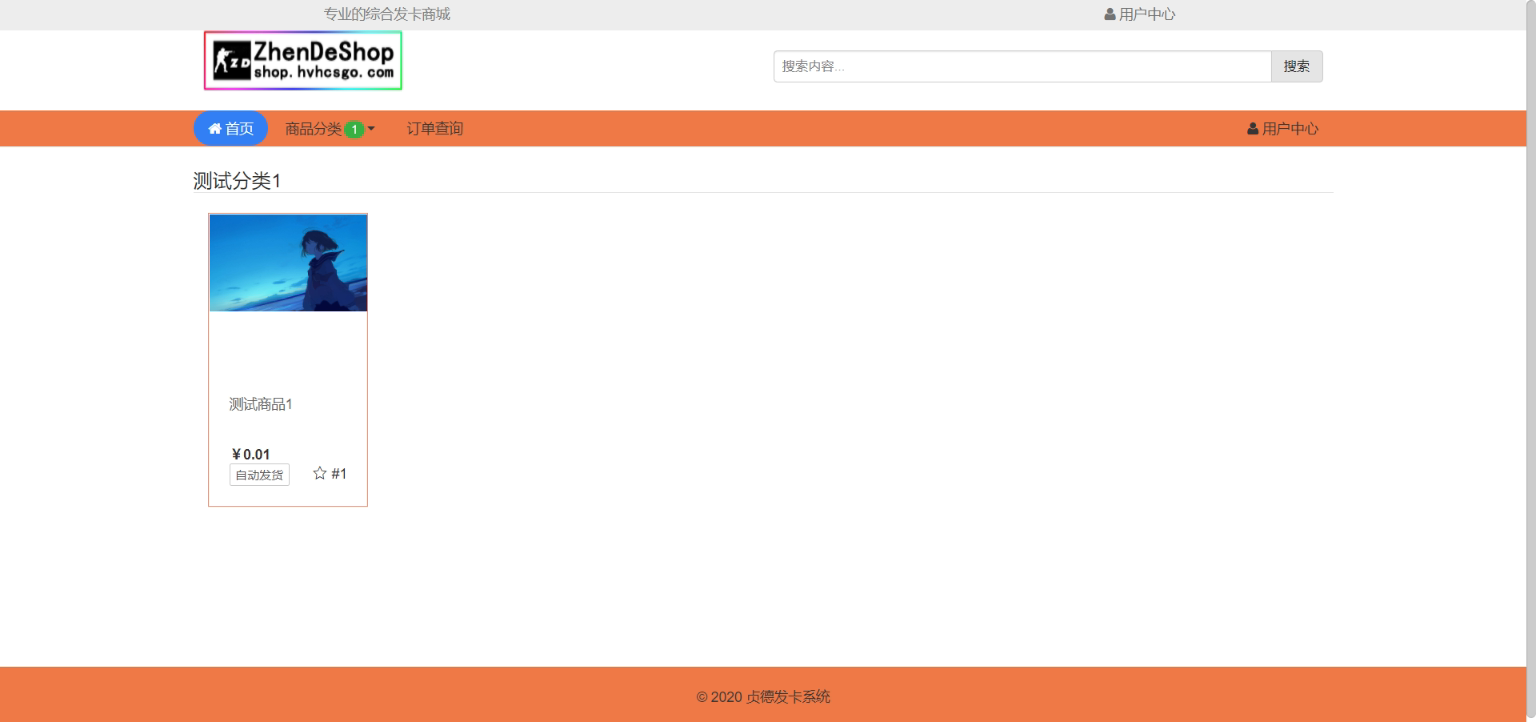 专业的综合发卡商城
用户中心
ZD
ZhenDeShop
shop.hvhcsgo.com
搜索内容...
搜索
首页
商品分类 1
订单查询
用户中心
测试分类1
测试商品1
￥0.01
自动发货
#1
© 2020 贞德发卡系统